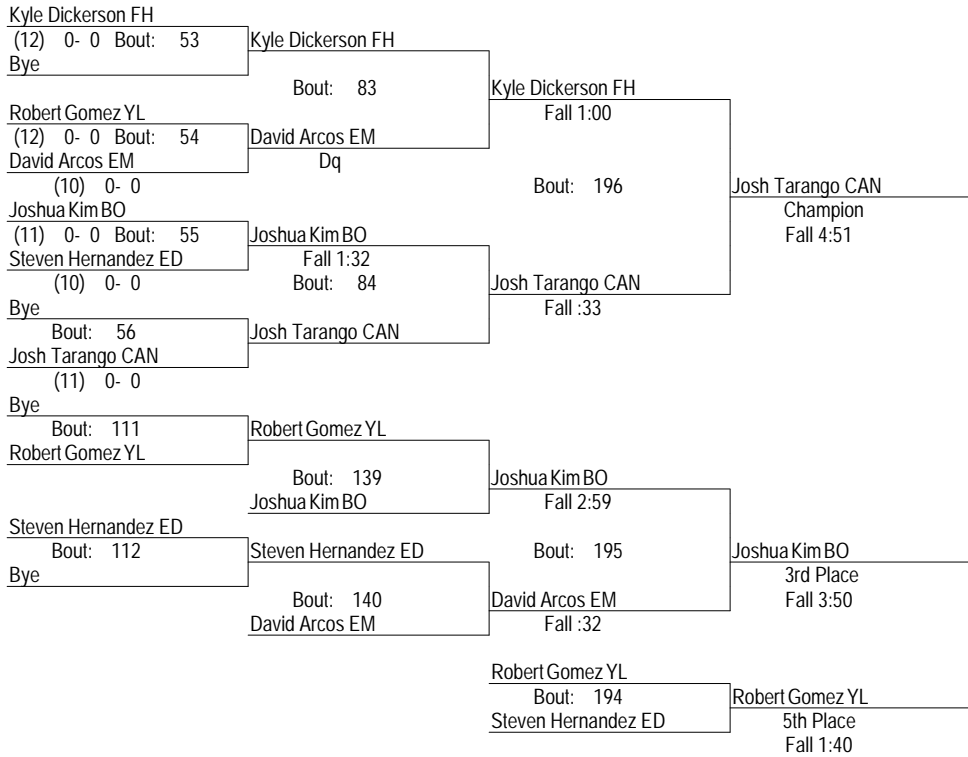 Kyle Dickerson FH
(12) 0- 0 Bout: 53 Kyle Dickerson FH
Bye
Bout: 83 Kyle Dickerson FH
Robert Gomez YL Fall 1:00
(12) 0- 0 Bout: 54 David Arcos EM
David Arcos EM Dq
(10) 0- 0 Bout: 196 Josh Tarango CAN
Joshua Kim BO Champion
(11) 0- 0 Bout: 55 Joshua Kim BO Fall 4:51
Steven Hernandez ED Fall 1:32
(10) 0- 0 Bout: 84 Josh Tarango CAN
Bye Fall :33
Bout: 56 Josh Tarango CAN
Josh Tarango CAN
(11) 0- 0
Bye
Bout: 111 Robert Gomez YL
Robert Gomez YL
Bout: 139 Joshua Kim BO
Joshua Kim BO Fall 2:59
Steven Hernandez ED
Bout: 112 Steven Hernandez ED Bout: 195 Joshua Kim BO
Bye 3rd Place
Bout: 140 David Arcos EM Fall 3:50
David Arcos EM Fall :32
Robert Gomez YL
Bout: 194 Robert Gomez YL
Steven Hernandez ED 5th Place
Fall 1:40